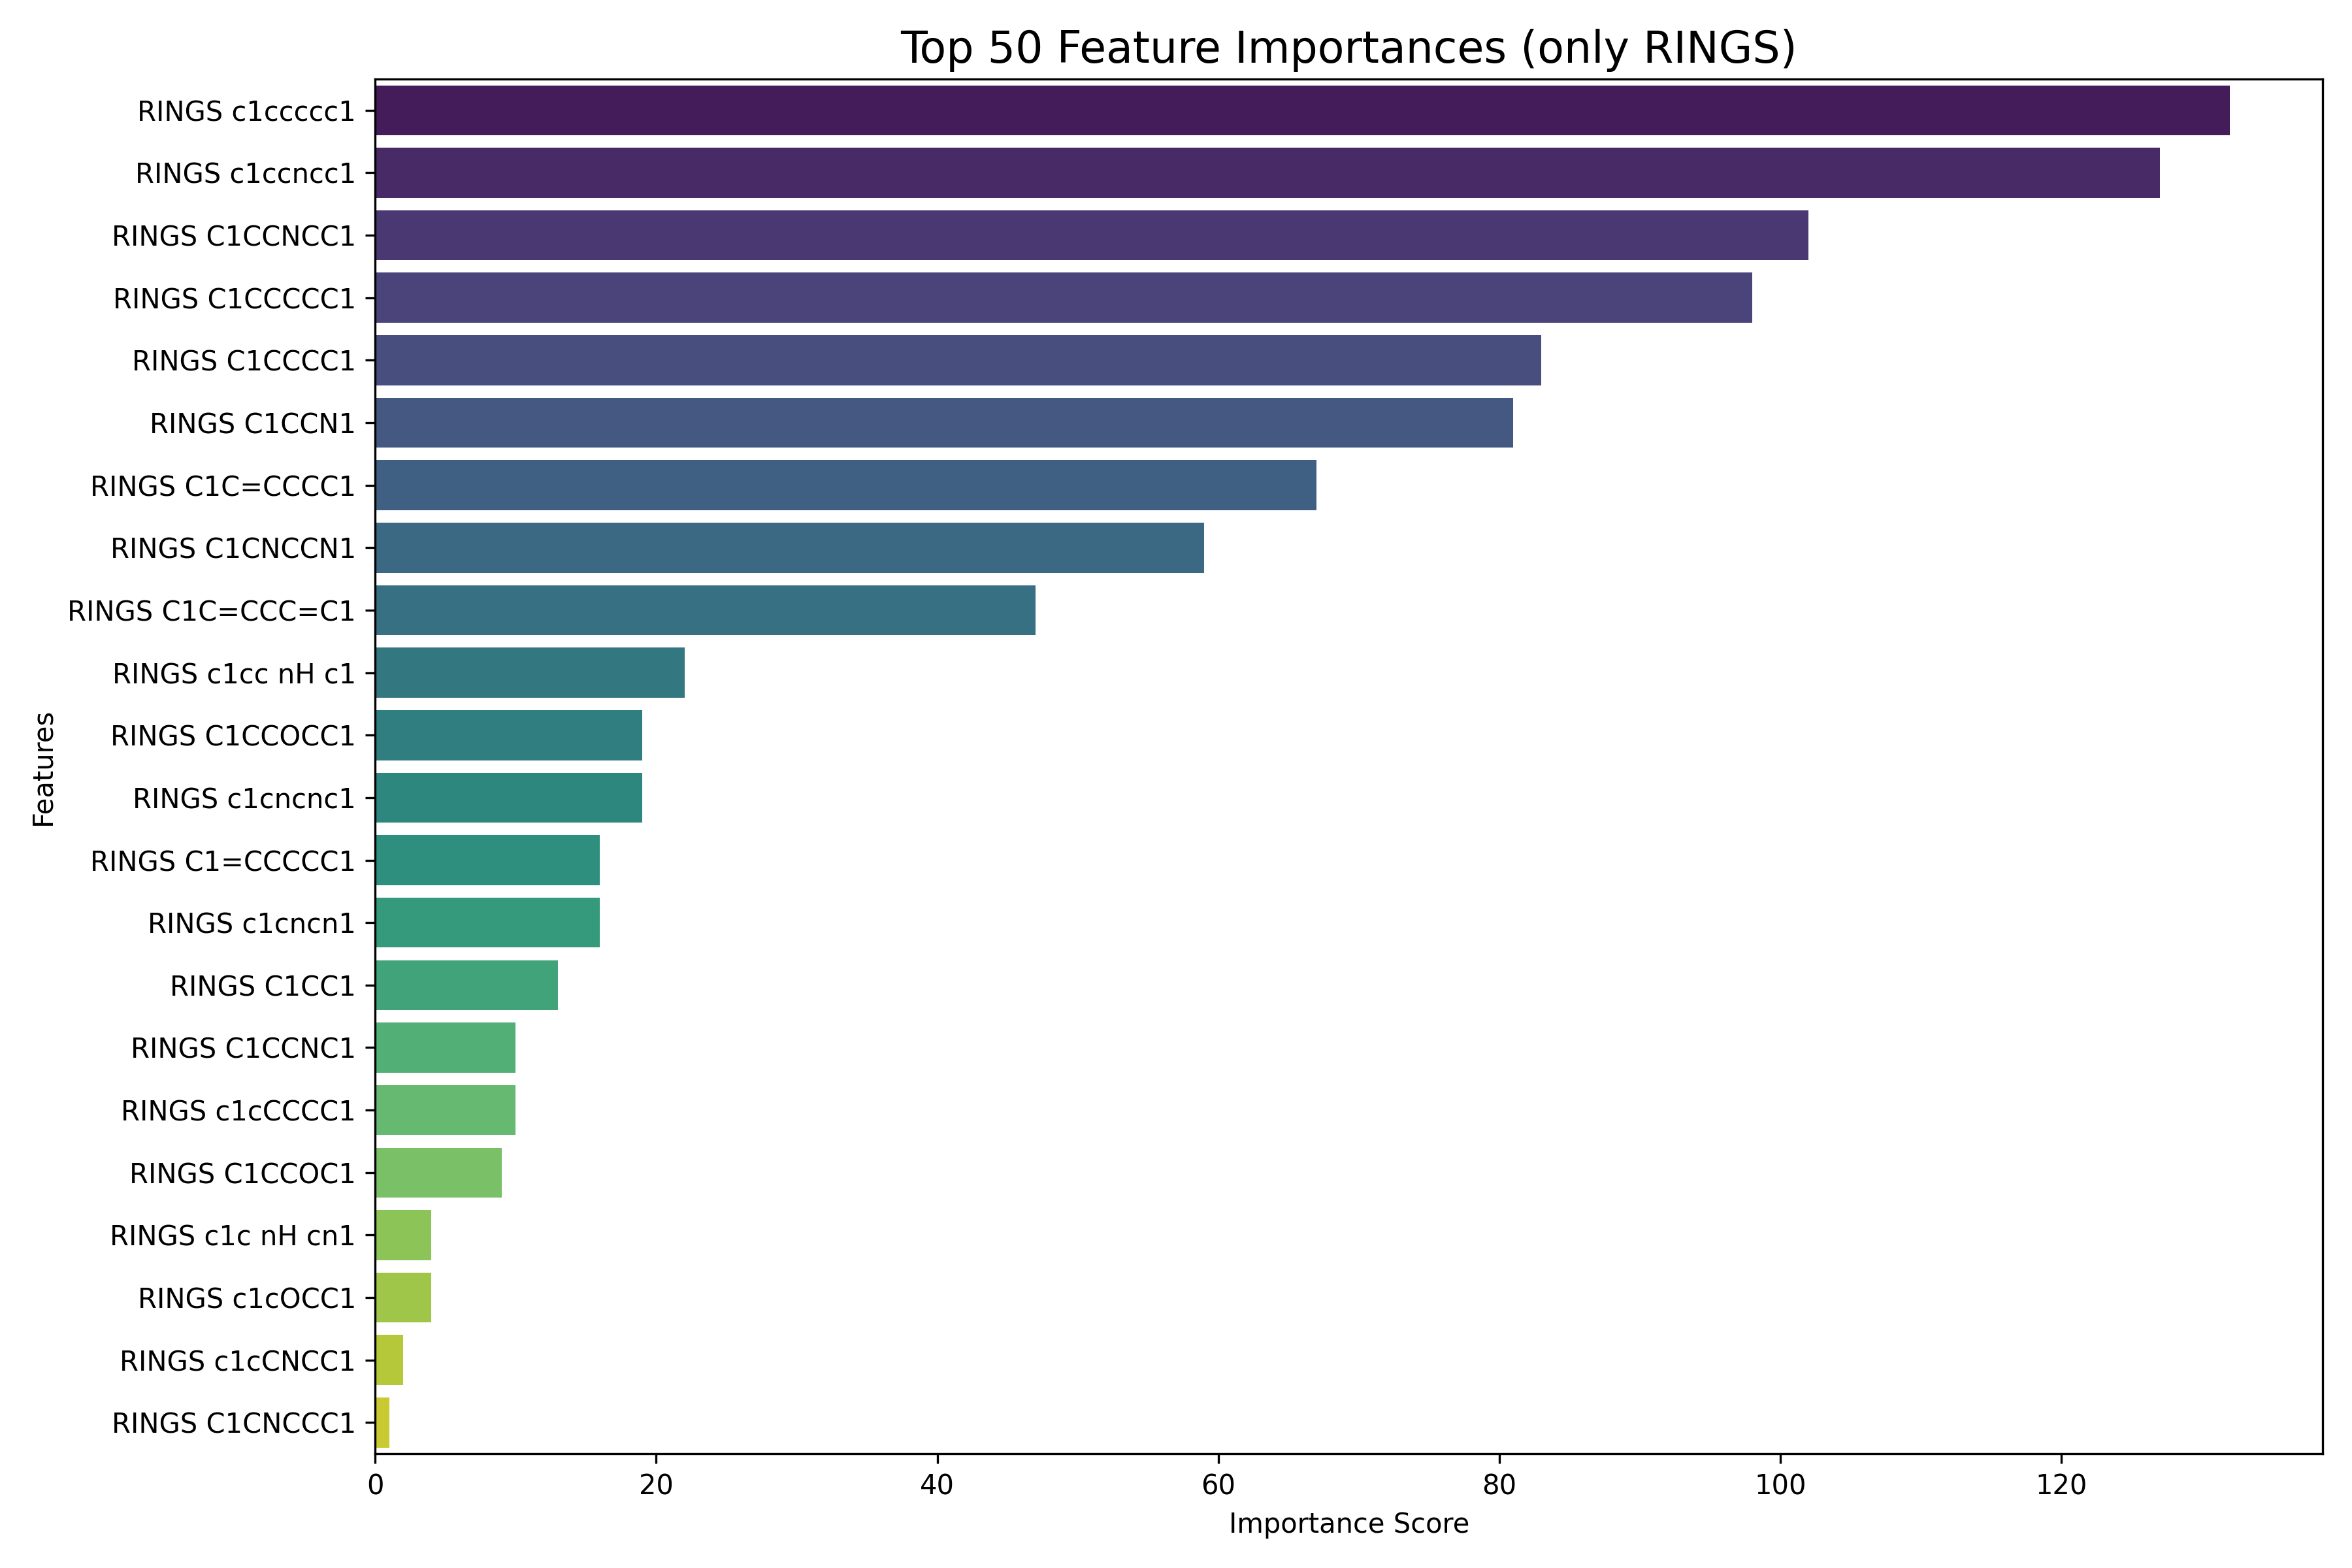 Top 50 Feature Importances (only RINGS)
RINGS c1ccccc1
RINGS c1ccncc1
RINGS C1CCNCC1
RINGS C1CCCCC1
RINGS C1CCCC1
RINGS C1CCN1
RINGS C1C=CCCC1
RINGS C1CNCCN1
RINGS C1C=CCC=C1
RINGS c1cc nH c1
RINGS C1CCOCC1
RINGS c1cncnc1
RINGS C1=CCCCC1
RINGS c1cncn1
RINGS C1CC1
RINGS C1CCNC1
RINGS c1cCCCC1
RINGS C1CCOC1
RINGS c1c nH cn1
RINGS c1cOCC1
RINGS c1cCNCC1
RINGS C1CNCCC1
Features
0 20 40 60 80 100 120
Importance Score